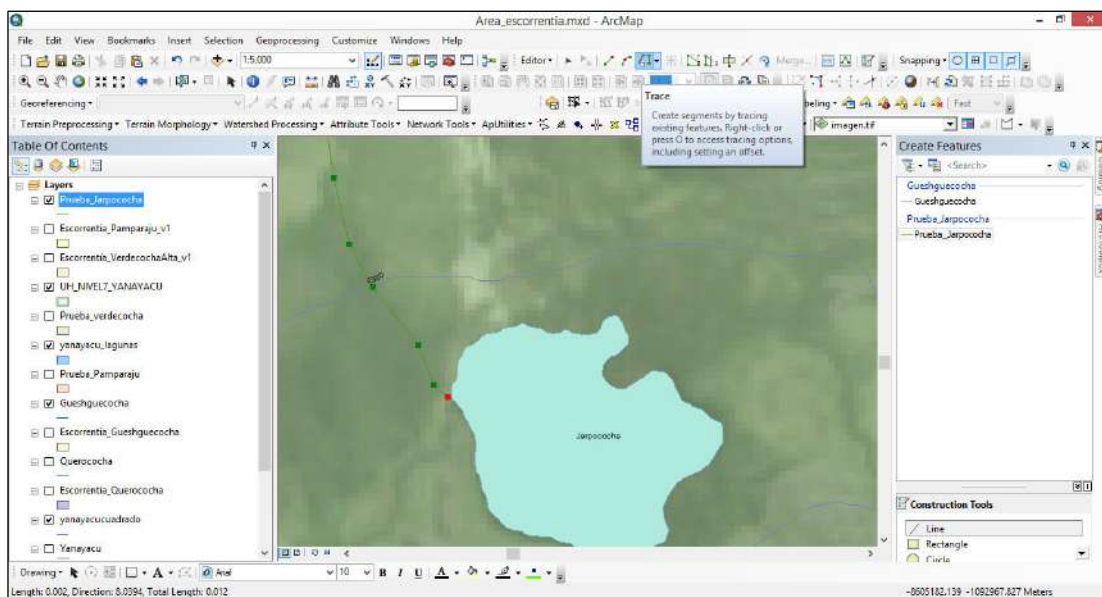 Area_escorrentia.mxd - ArcMap
File Edit View Bookmarks Insert Selection Geoprocessing Customize Windows Help
1:5,000 Editor Merge... Snapping
Georeferencing beling Fast
Terrain Preprocessing Terrain Morphology Watershed Processing Attribute Tools Network Tools ApUtilities imagen.tif
Trace
Create segments by tracing
existing features. Right-click or
press O to access tracing options,
including setting an offset.
Table Of Contents
Layers
Prueba_Jarpococha
Escorrentia_Pamparaju_v1
Escorrentia_VerdecochaAlta_v1
UH_NIVEL7_YANAYACU
Prueba_verdecocha
yanayacu_lagunas
Prueba_Pamparaju
Gueshguecocha
Escorrentia_Gueshguecocha
Querococha
Escorrentia_Querococha
yanayacucuadrado
Yanayacu
Jarpococha
Create Features
<Search>
Gueshguecocha
Gueshguecocha
Prueba_Jarpococha
Prueba_Jarpococha
Construction Tools
Line
Rectangle
Circle
Drawing A Arial 10 B I U A
Length: 0.002, Direction: 8.0394, Total Length: 0.012
-8605182.139 -1092967.827 Meters